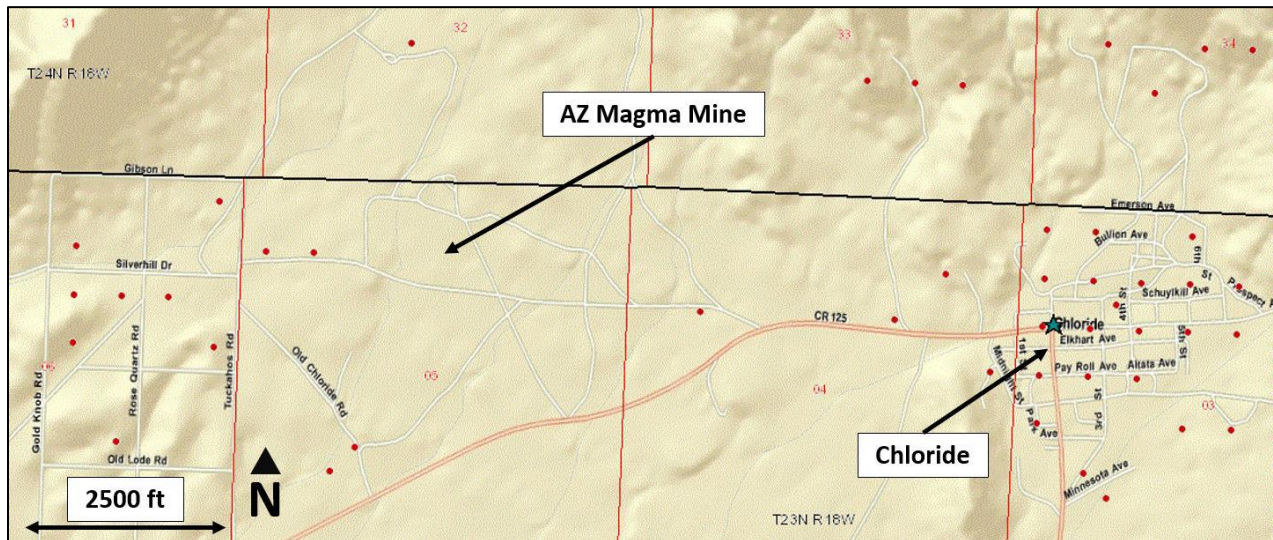 31
32
33
34
T24N R18W
AZ Magma Mine
Gibson Ln
Emerson Ave
Bullion Ave
6th St
Silverhill Dr
Prospect
Schuylkill Ave
4th St
CR 125
Chloride
Elkhart Ave
1st St
5th St
Rose Quartz Rd
Tuckahos Rd
Gold Knob Rd
Old Chloride Rd
Midnight St
Pay Roll Ave
Altata Ave
06
05
04
03
3rd St
Park Ave
Chloride
Old Lode Rd
Minnesota Ave
2500 ft
N
T23N R18W